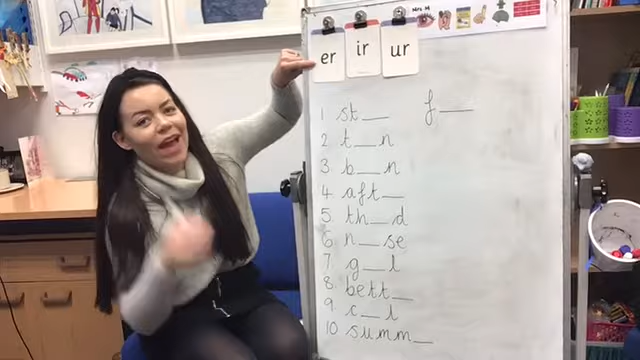 Mrs M
er ir ur
1 st__ f__
2 t__n
3 b__n
4. aft__
5. th__d
6 n__se
7 g__l
8. bett__
9. c__l
10 summ__